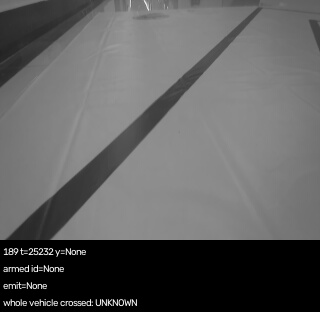 189 t=25232 y=None
armed id=None
emit=None
whole vehicle crossed: UNKNOWN